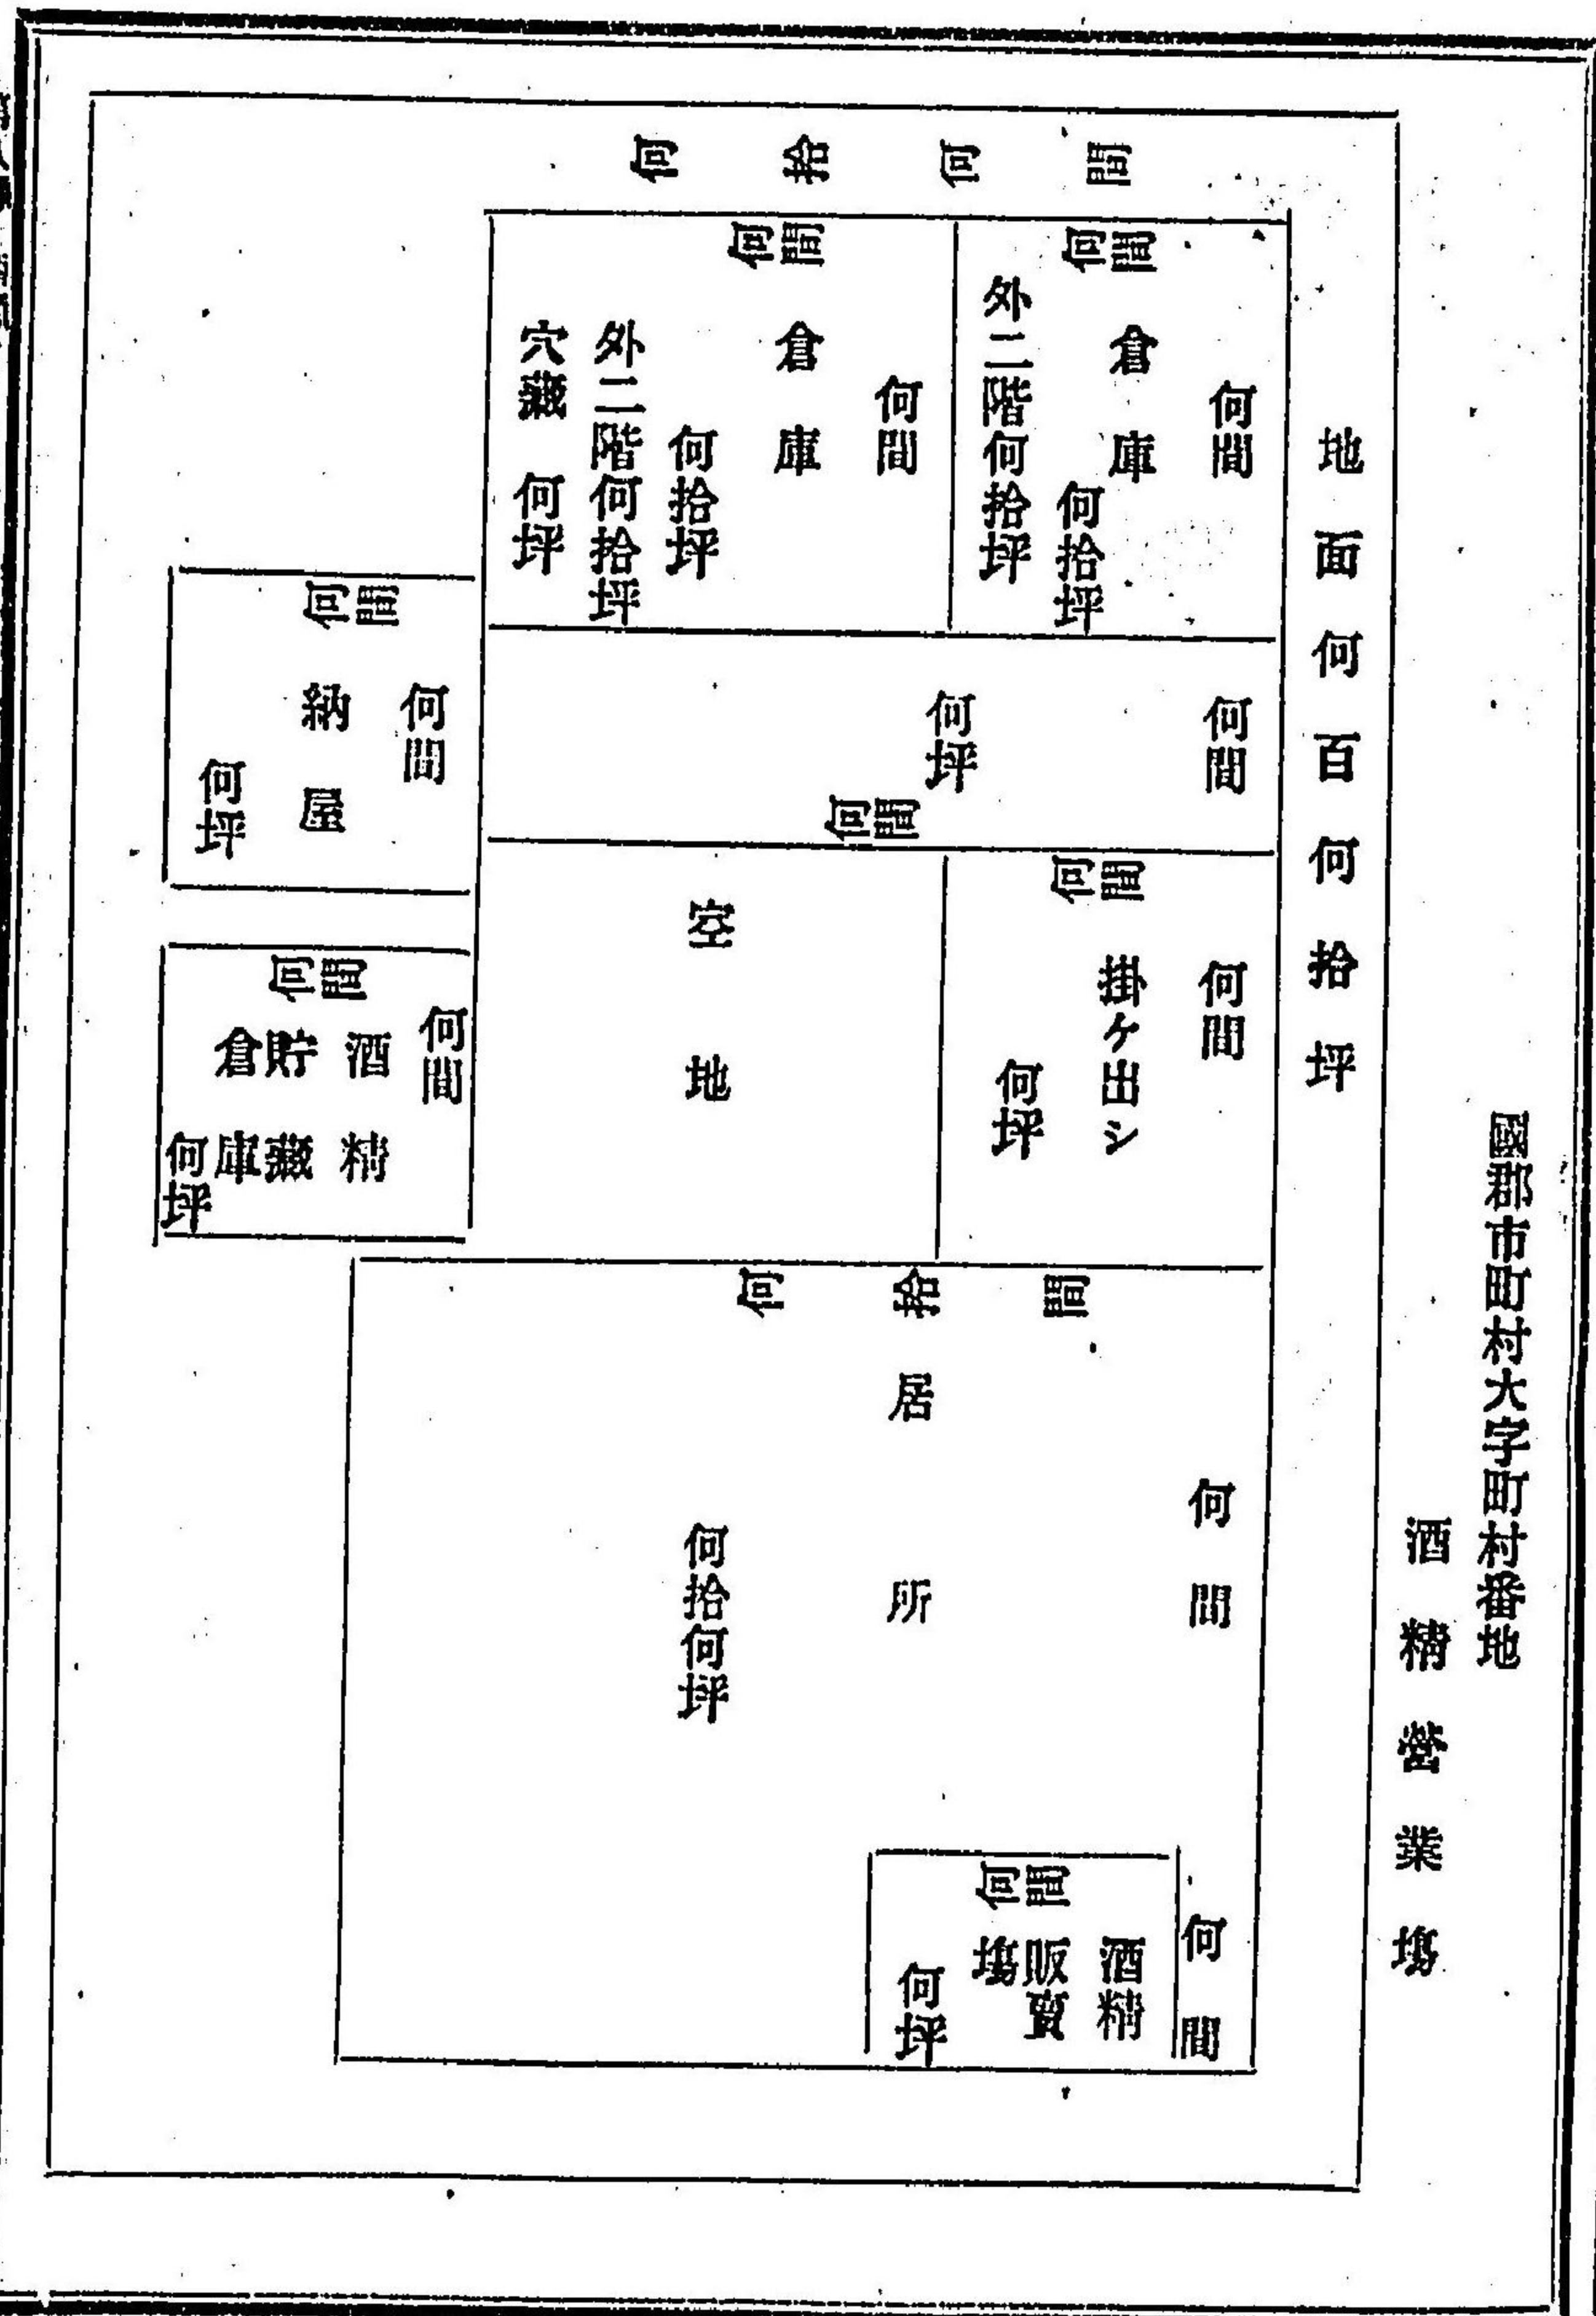 國郡市町村大字町村番地
酒精營業塲
地面何百何拾坪
何拾何間
何間
何間
倉庫
何拾坪
外二階何拾坪
何間
何間
倉庫
何拾坪
外二階何拾坪
穴藏 何坪
何間
何坪
何間
何間
何間
掛ケ出シ
何坪
空地
何間
何間
納屋
何坪
何間
何間
酒精
貯藏
倉庫
何坪
何拾間
何間
居所
何拾何坪
何間
何間
酒精
販賣
塲
何坪